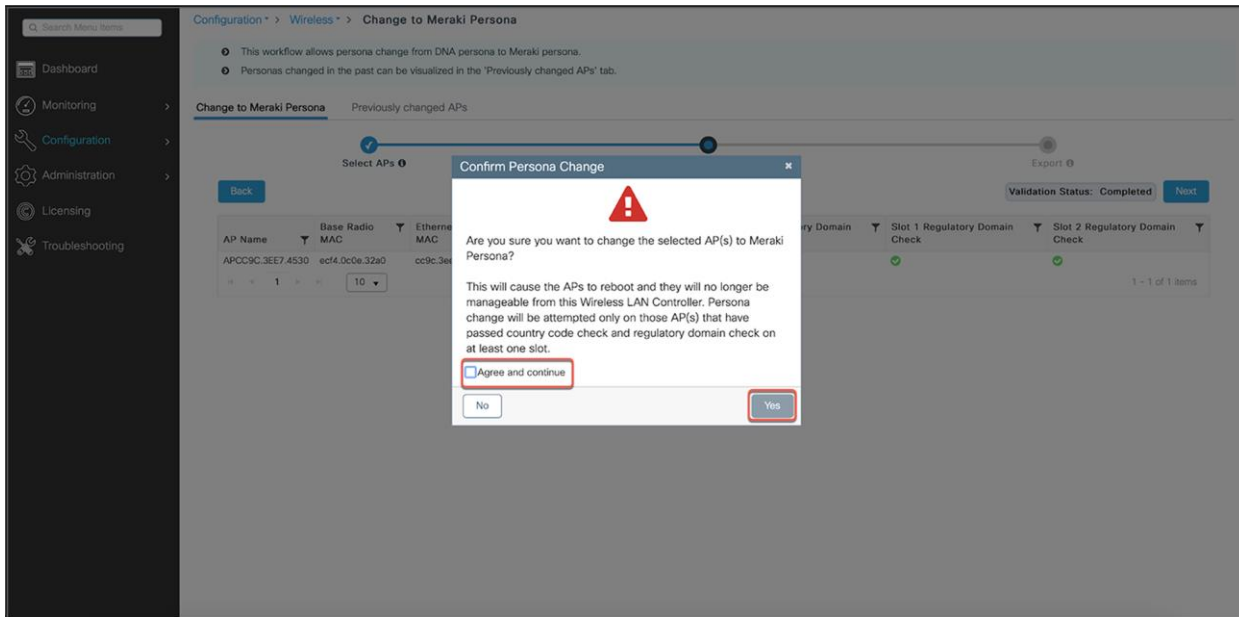 Search Menu Items
Configuration > Wireless > Change to Meraki Persona
This workflow allows persona change from DNA persona to Meraki persona.
Personas changed in the past can be visualized in the 'Previously changed APs' tab.
Dashboard
Monitoring
Configuration
Administration
Licensing
Troubleshooting
Change to Meraki Persona Previously changed APs
Select APs Export
Back Validation Status: Completed Next
AP Name Base Radio MAC MAC Slot 1 Regulatory Domain Check Slot 2 Regulatory Domain Check
Domain
APCC9C.3EE7.4530 ecf4.0c0e.32a0
1 10 1 - 1 of 1 items
Confirm Persona Change
Are you sure you want to change the selected AP(s) to Meraki
Persona?
This will cause the APs to reboot and they will no longer be
manageable from this Wireless LAN Controller. Persona
change will be attempted only on those AP(s) that have
passed country code check and regulatory domain check on
at least one slot.
Agree and continue
No Yes